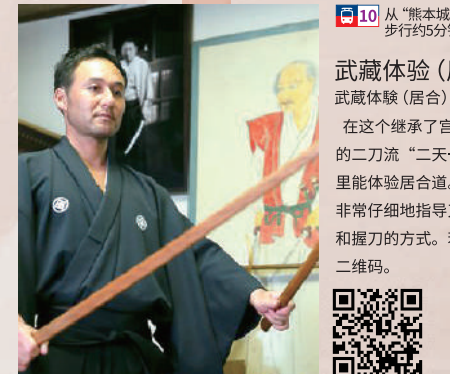 10 从“熊本城
步行约5分
武藏体验（
武蔵体験（居合）
在这个继承了宫
的二刀流“二天
里能体验居合道。
非常仔细地指导
和握刀的方式。
二维码。